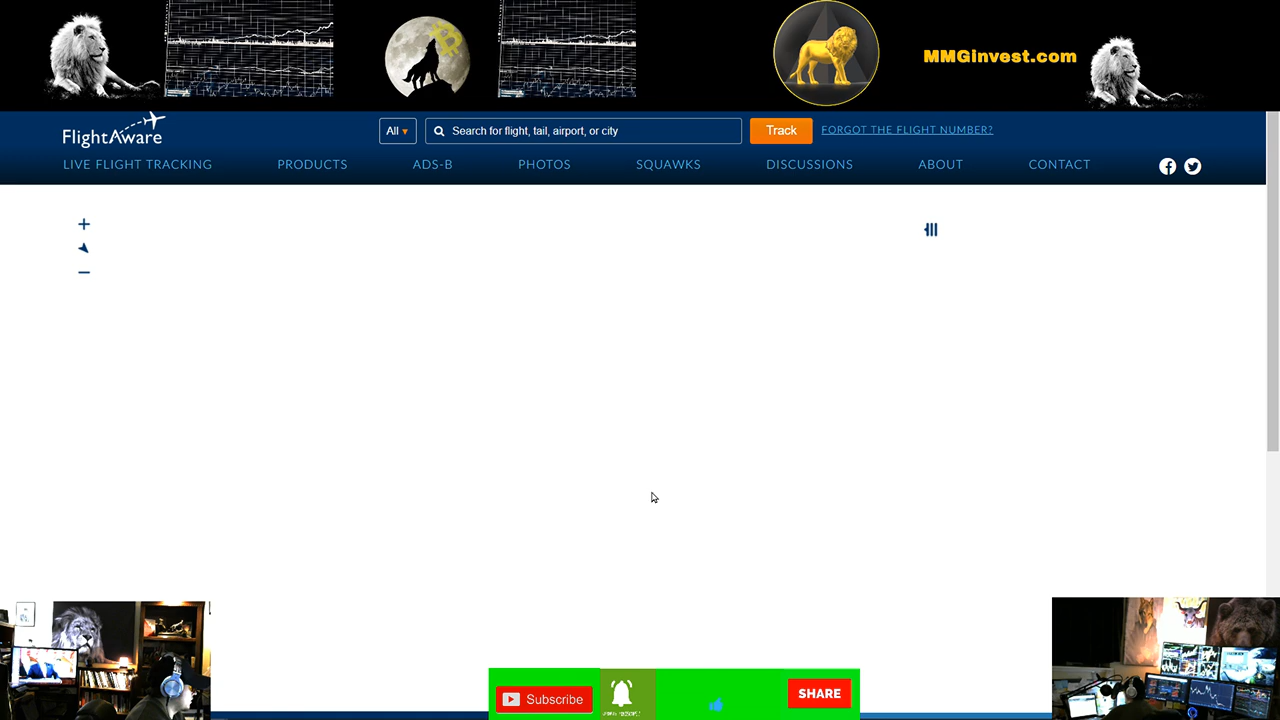 MMGinvest.com
FlightAware
All ▾
Search for flight, tail, airport, or city
Track
FORGOT THE FLIGHT NUMBER?
LIVE FLIGHT TRACKING
PRODUCTS
ADS-B
PHOTOS
SQUAWKS
DISCUSSIONS
ABOUT
CONTACT
Subscribe
SHARE